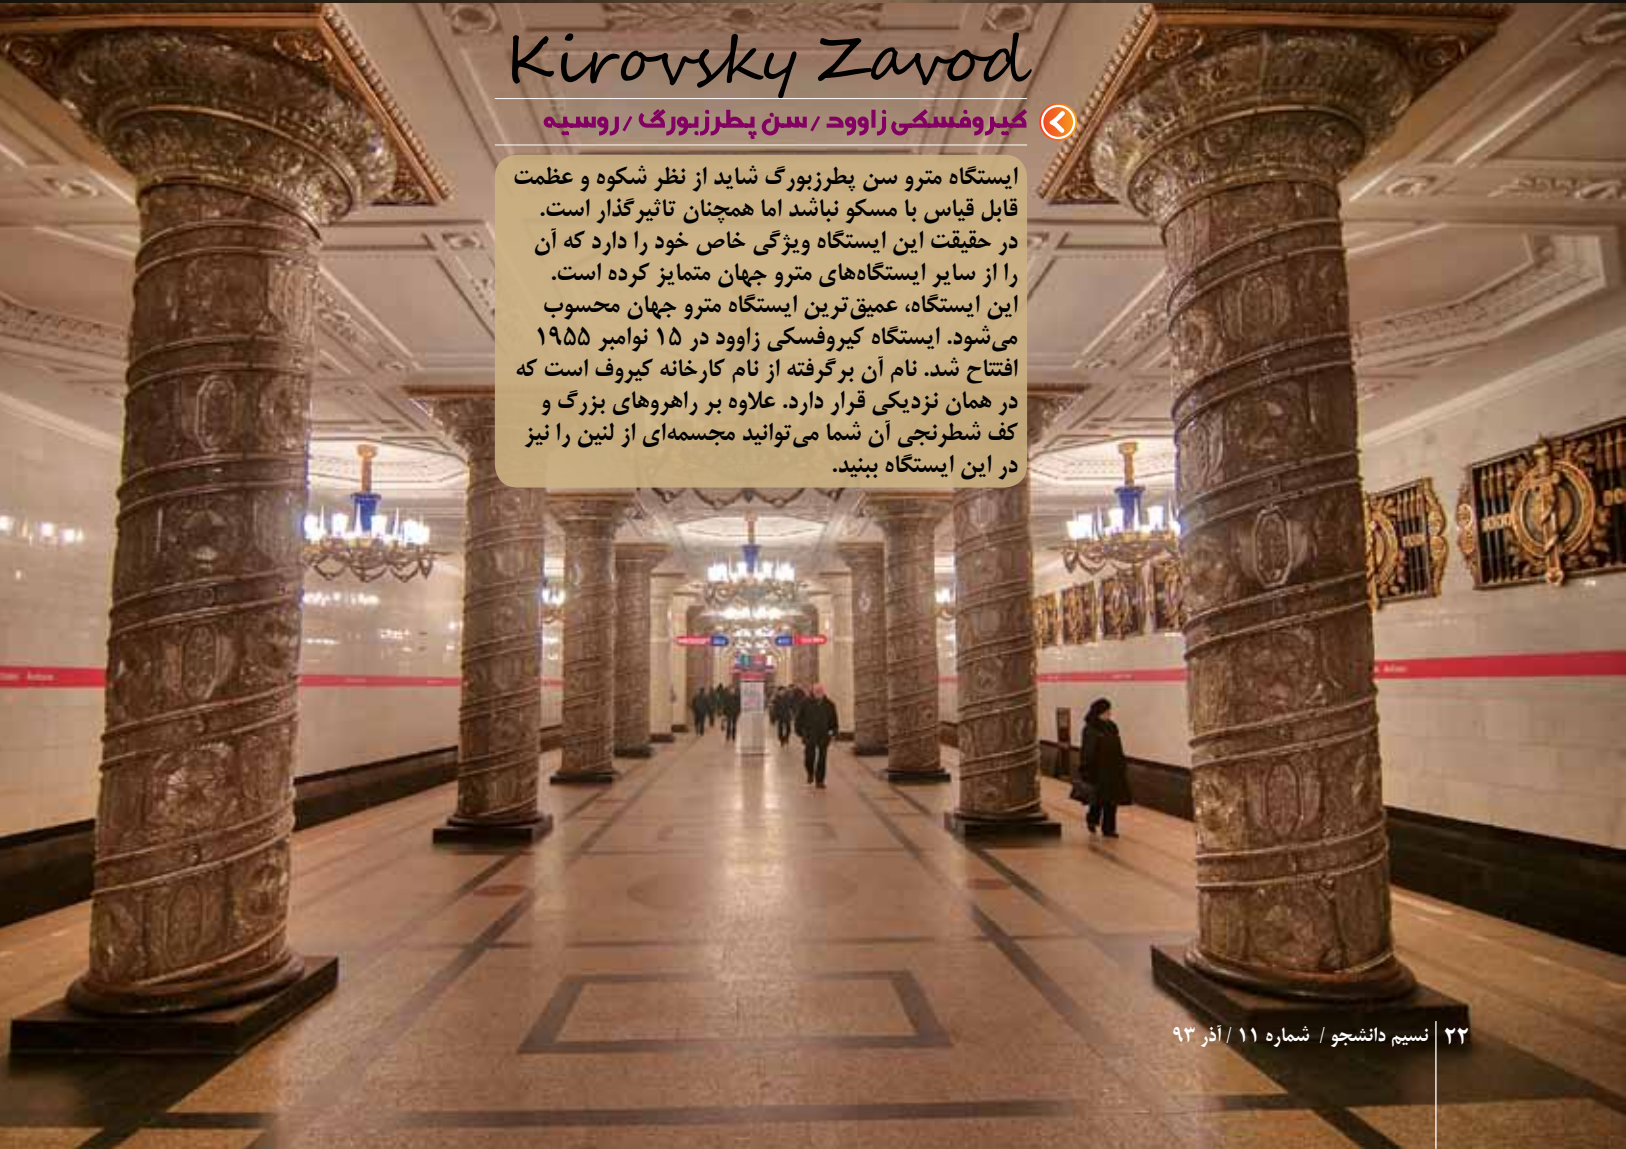 Kirovsky Zavod
کیروفسکی زاوود /سن پطرزبورگ /روسیه
ایستگاه مترو سن پطرزبورگ شاید از نظر شکوه و عظمت
قابل قیاس با مسکو نباشد اما همچنان تاثیرگذار است.
در حقیقت این ایستگاه ویژگی خاص خود را دارد که آن
را از سایر ایستگاه‌های مترو جهان متمایز کرده است.
این ایستگاه، عمیق‌ترین ایستگاه مترو جهان محسوب
می‌شود. ایستگاه کیروفسکی زاوود در ۱۵ نوامبر ۱۹۵۵
افتتاح شد. نام آن برگرفته از نام کارخانه کیروف است که
در همان نزدیکی قرار دارد. علاوه بر راهروهای بزرگ و
کف شطرنجی آن شما می‌توانید مجسمه‌ای از لنین را نیز
در این ایستگاه ببنید.
۲۲ | نسیم دانشجو / شماره ۱۱ / آذر ۹۳